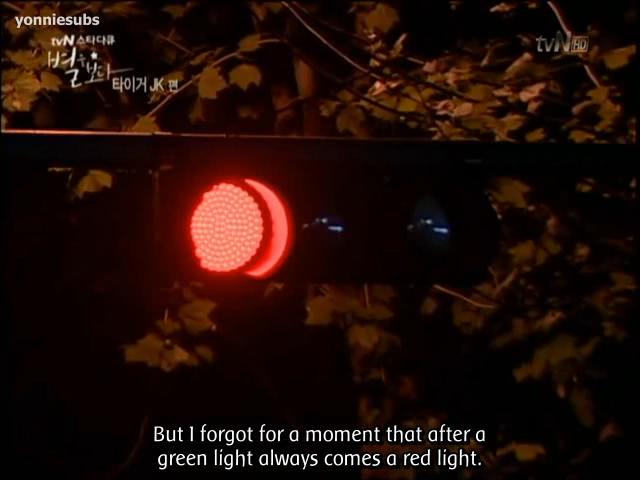 yonniesubs
tvN 스타다큐
tvN HD
별을 보다
타이거 JK 편
But I forgot for a moment that after a
green light always comes a red light.